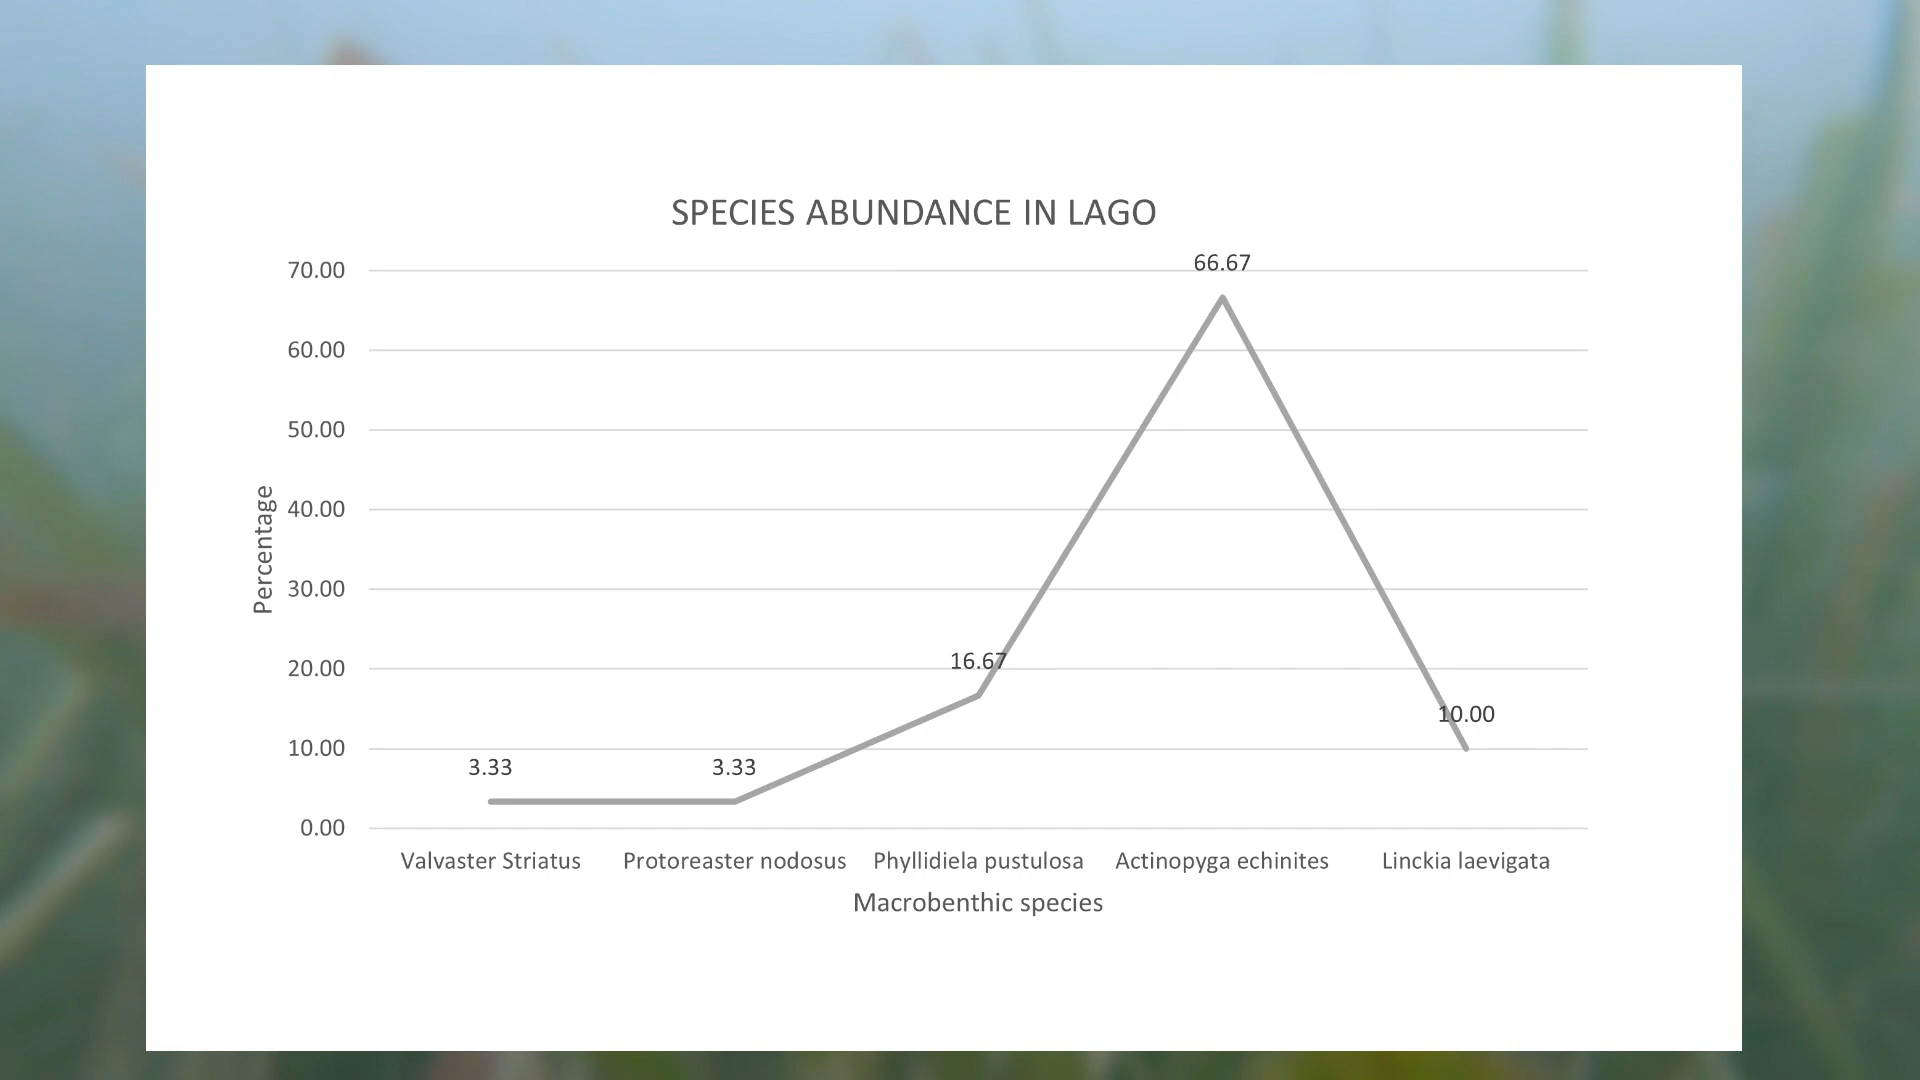 SPECIES ABUNDANCE IN LAGO
70.00
60.00
50.00
40.00
30.00
20.00
10.00
0.00
Percentage
3.33
3.33
16.67
66.67
10.00
Valvaster Striatus
Protoreaster nodosus
Phyllidiela pustulosa
Actinopyga echinites
Linckia laevigata
Macrobenthic species